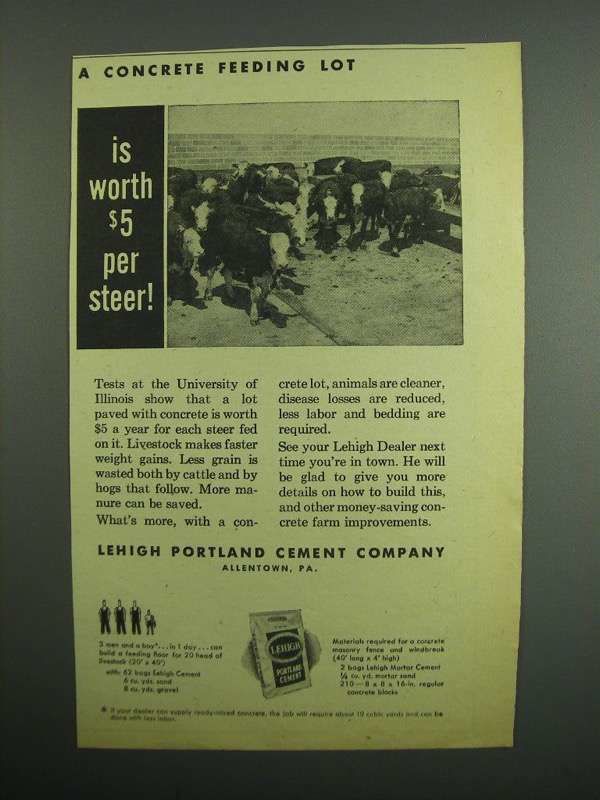 A CONCRETE FEEDING LOT
is
worth
$5
per
steer!
Tests at the University of
Illinois show that a lot
paved with concrete is worth
$5 a year for each steer fed
on it. Livestock makes faster
weight gains. Less grain is
wasted both by cattle and by
hogs that follow. More ma-
nure can be saved.
What's more, with a con-
crete lot, animals are cleaner,
disease losses are reduced,
less labor and bedding are
required.
See your Lehigh Dealer next
time you're in town. He will
be glad to give you more
details on how to build this,
and other money-saving con-
crete farm improvements.
LEHIGH PORTLAND CEMENT COMPANY
ALLENTOWN, PA.
3 men and a boy*...in 1 day...can
build a feeding floor for 20 head of
livestock (20' x 40')
with: 62 bags Lehigh Cement
6 cu. yds. sand
8 cu. yds. gravel
LEHIGH
PORTLAND
CEMENT
Materials required for a concrete
masonry fence and windbreak
(40' long x 4' high)
2 bags Lehigh Mortar Cement
¼ cu. yd. mortar sand
210—8 x 8 x 16-in. regular
concrete blocks
* If your dealer can supply ready-mixed concrete, the job will require about 10 cubic yards and can be
done with less labor.